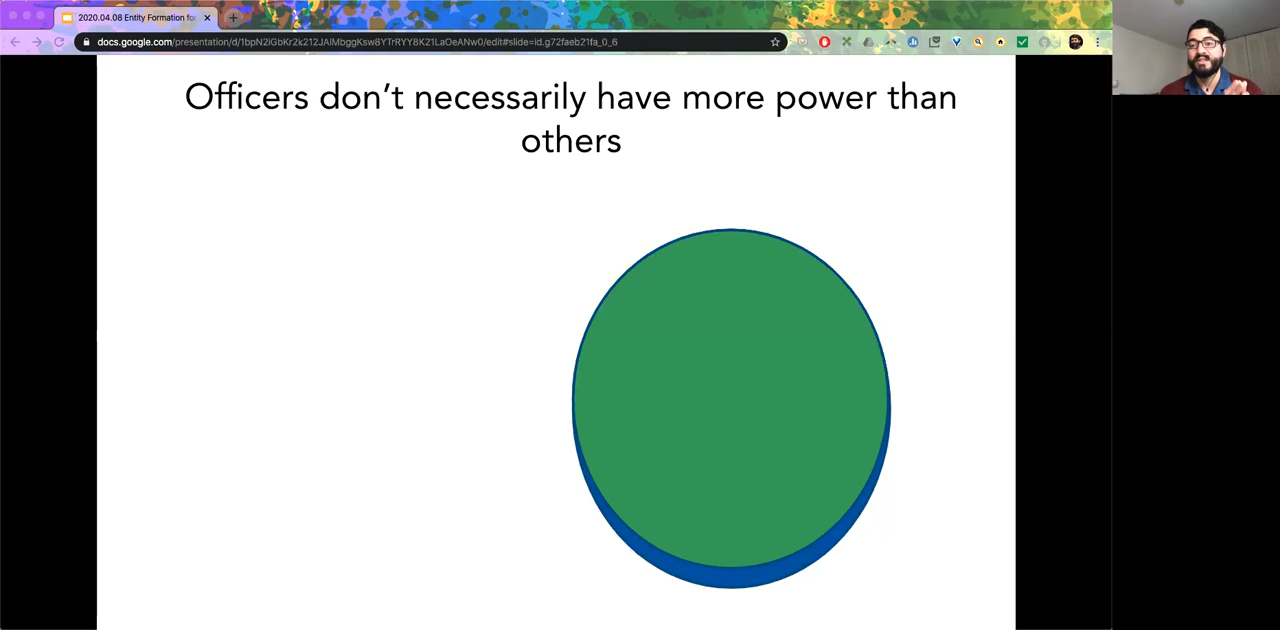 2020.04.08 Entity Formation for
docs.google.com/presentation/d/1bpN2iGbKr2k212JAlMbggKsw8YTrRYY8K21LaOeANw0/edit#slide=id.g72faeb21fa_0_6
Officers don’t necessarily have more power than
others